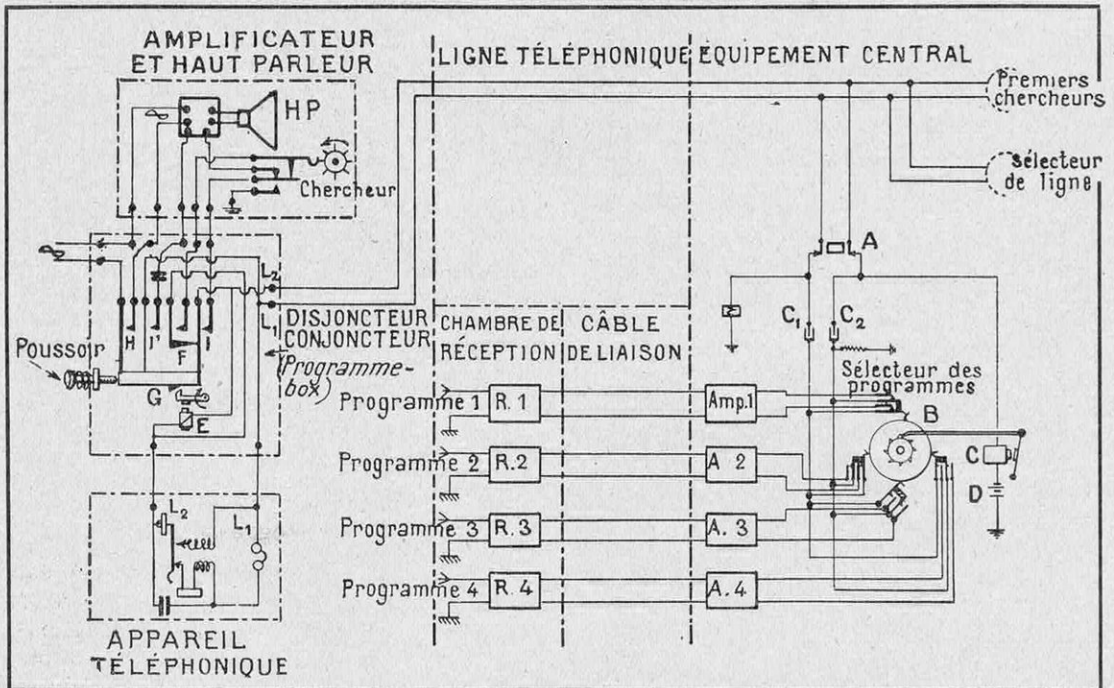 AMPLIFICATEUR
ET HAUT PARLEUR
HP
Chercheur
LIGNE TÉLÉPHONIQUE
ÉQUIPEMENT CENTRAL
Premiers
chercheurs
sélecteur
de ligne
A
C1
C2
Sélecteur des
programmes
B
C
D
L2
L1
DISJONCTEUR
CONJONCTEUR
(Programme-
box)
H
I'
F
I
Poussoir
G
E
CHAMBRE DE
RÉCEPTION
CÂBLE
DE LIAISON
Programme 1
R.1
Amp.1
Programme 2
R.2
A 2
Programme 3
R.3
A.3
Programme 4
R.4
A.4
L2
L1
APPAREIL
TÉLÉPHONIQUE